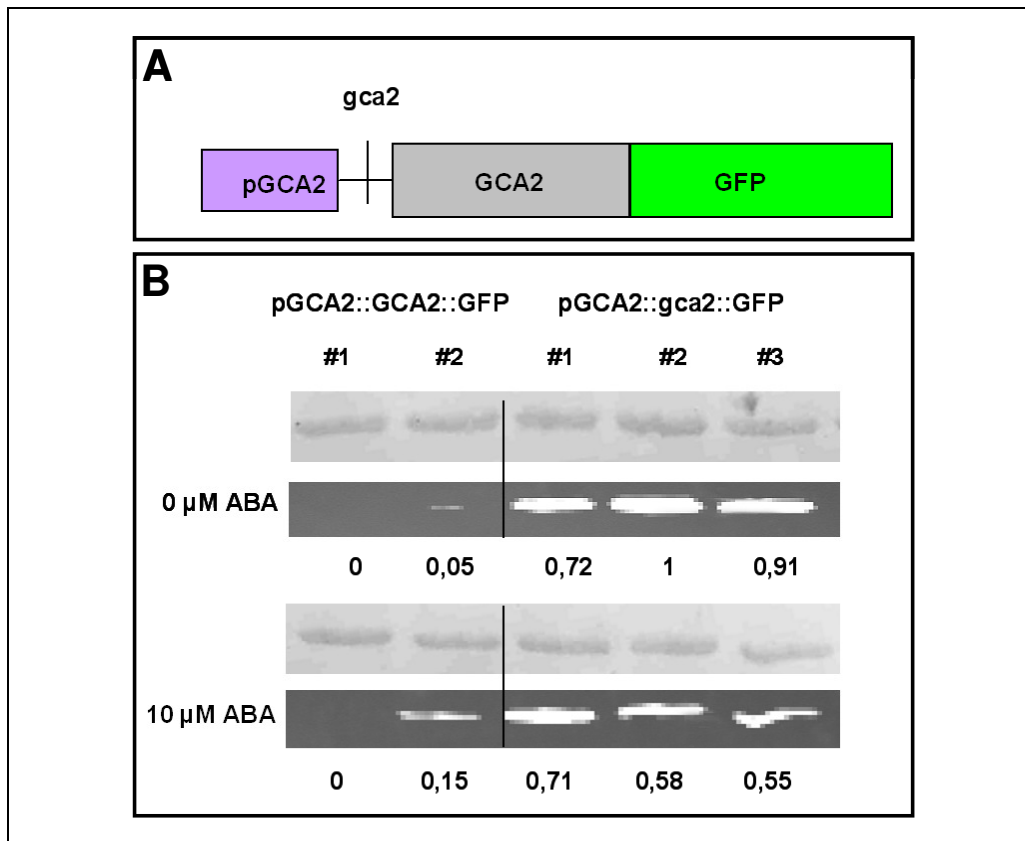 A
gca2
pGCA2
GCA2
GFP
B
pGCA2::GCA2::GFP pGCA2::gca2::GFP
#1 #2 #1 #2 #3
0 µM ABA
0 0,05 0,72 1 0,91
10 µM ABA
0 0,15 0,71 0,58 0,55